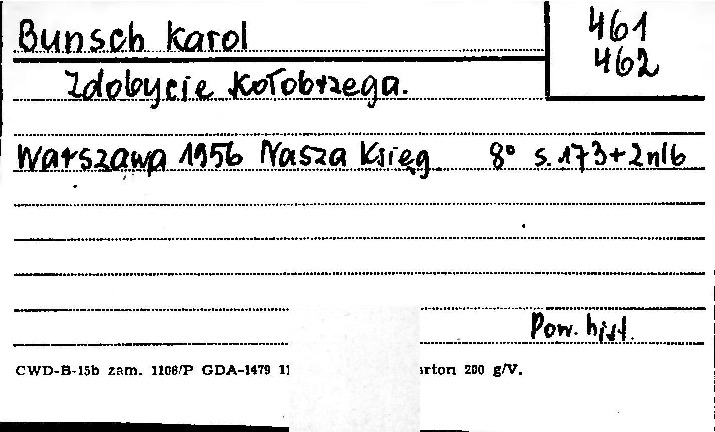 Bunsch Karol
461
462
Zdobycie Kołobrzega.
Warszawa 1956 Nasza Księg. 8° s. 173+2nlb
Pow. hist.
CWD-B-15b zam. 1106/P GDA-1479 11 rton 200 g/V.